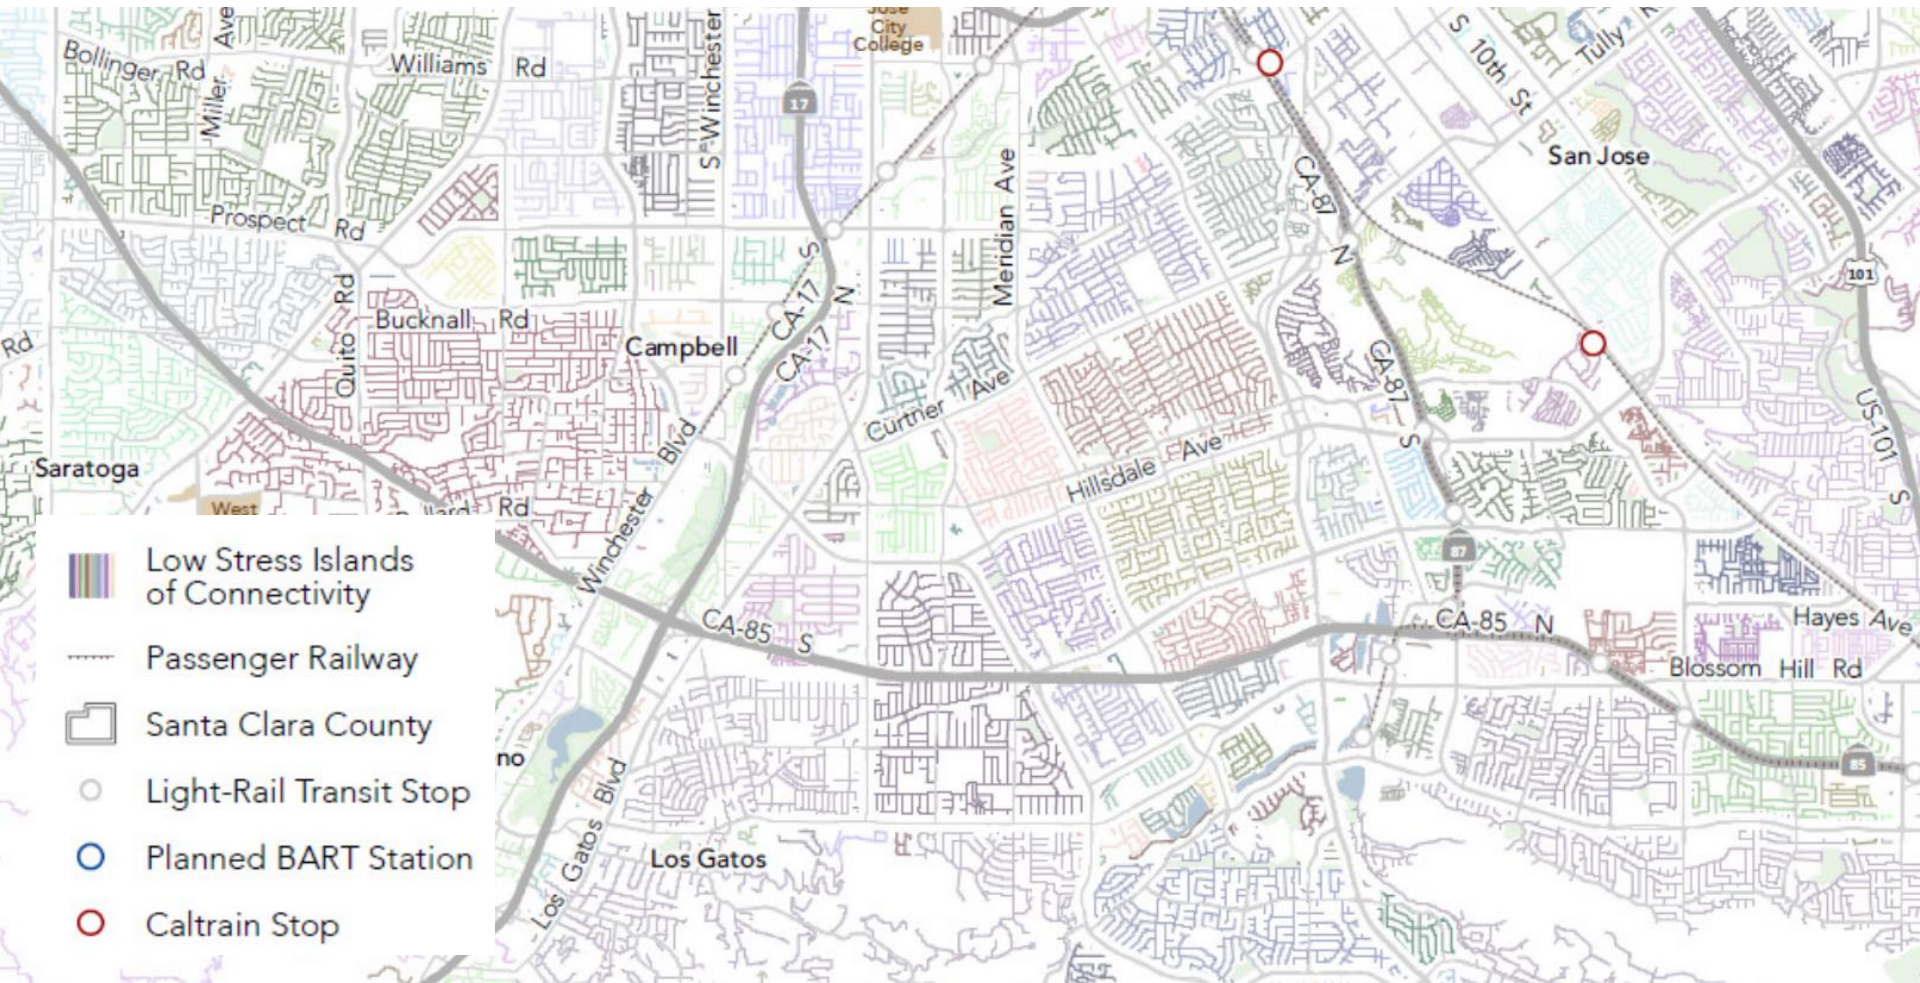 Jose
City
College
Ave
Bollinger Rd
Miller
Williams Rd
S Winchester
17
S 10th St
Tully
San Jose
Prospect Rd
Meridian Ave
CA-87
N
S
CA-17
N
CA-17
101
Quito Rd
Bucknall Rd
Rd
Campbell
CA-87
S
Curtner Ave
US-101
S
Blvd
Hillsdale Ave
Saratoga
West
Rd
Winchester
87
CA-85 S
CA-85 N
Hayes Ave
Blossom Hill Rd
no
85
Blvd
Los Gatos
Los Gatos
Low Stress Islands
of Connectivity
Passenger Railway
Santa Clara County
Light-Rail Transit Stop
Planned BART Station
Caltrain Stop